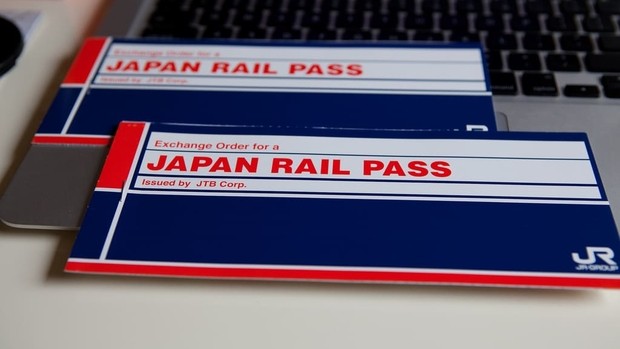 Exchange Order for a
JAPAN RAIL PASS
Issued by JTB Corp.
Exchange Order for a
JAPAN RAIL PASS
Issued by JTB Corp.
JR
JR-GROUP